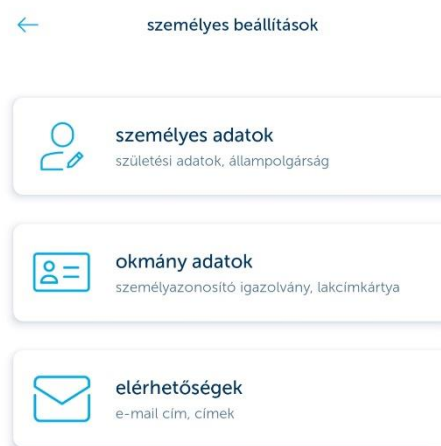 személyes beállítások
személyes adatok
születési adatok, állampolgárság
okmány adatok
személyazonosító igazolvány, lakcímkártya
elérhetőségek
e-mail cím, címek